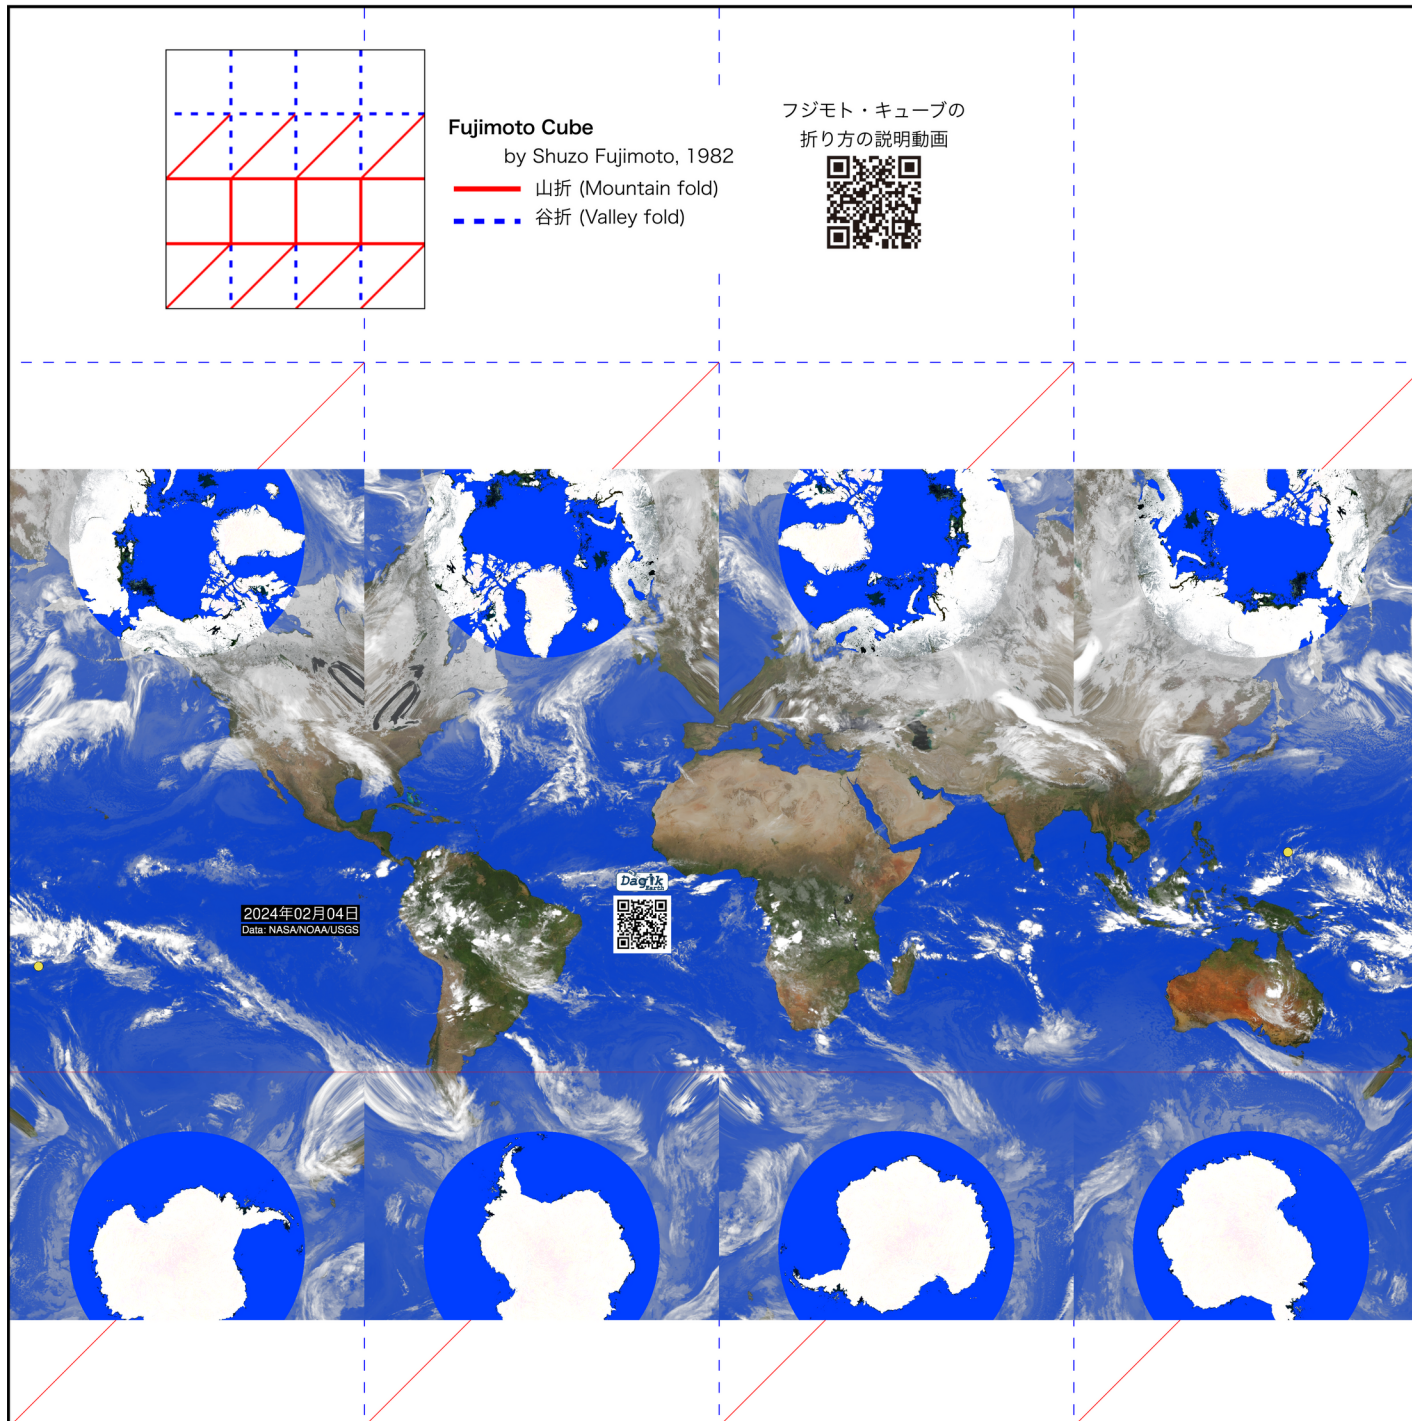 Fujimoto Cube
by Shuzo Fujimoto, 1982
山折 (Mountain fold)
谷折 (Valley fold)
フジモト・キューブの
折り方の説明動画
Dagik
Earth
2024年02月04日
Data: NASA/NOAA/USGS